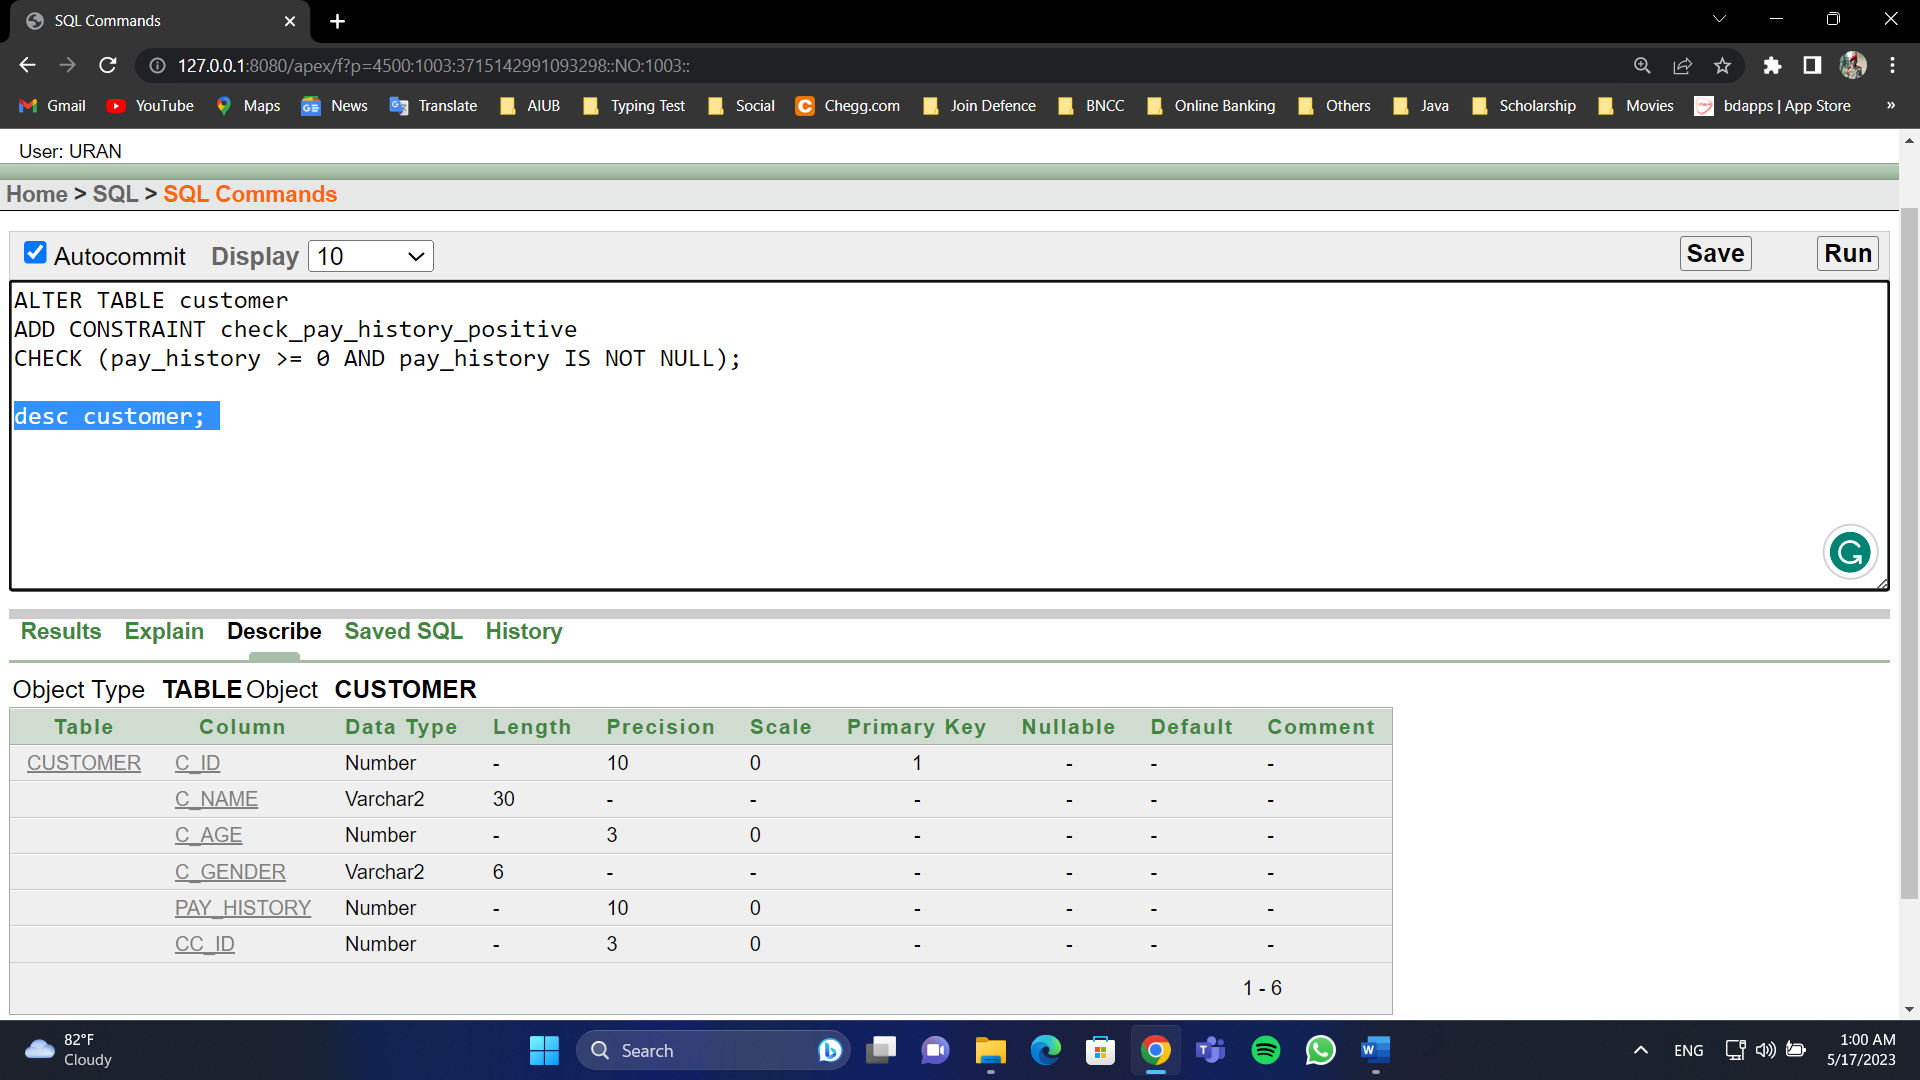 SQL Commands
127.0.0.1:8080/apex/f?p=4500:1003:3715142991093298::NO:1003::
Gmail YouTube Maps News Translate AIUB Typing Test Social Chegg.com Join Defence BNCC Online Banking Others Java Scholarship Movies bdapps | App Store »
User: URAN
Home > SQL > SQL Commands
Autocommit Display 10 Save Run
ALTER TABLE customer
ADD CONSTRAINT check_pay_history_positive
CHECK (pay_history >= 0 AND pay_history IS NOT NULL);
desc customer;
Results Explain Describe Saved SQL History
Object Type TABLE Object CUSTOMER
Table Column Data Type Length Precision Scale Primary Key Nullable Default Comment
CUSTOMER C_ID Number - 10 0 1 - - -
C_NAME Varchar2 30 - - - - - -
C_AGE Number - 3 0 - - - -
C_GENDER Varchar2 6 - - - - - -
PAY_HISTORY Number - 10 0 - - - -
CC_ID Number - 3 0 - - - -
1 - 6
82°F
Cloudy
Search
ENG
1:00 AM
5/17/2023